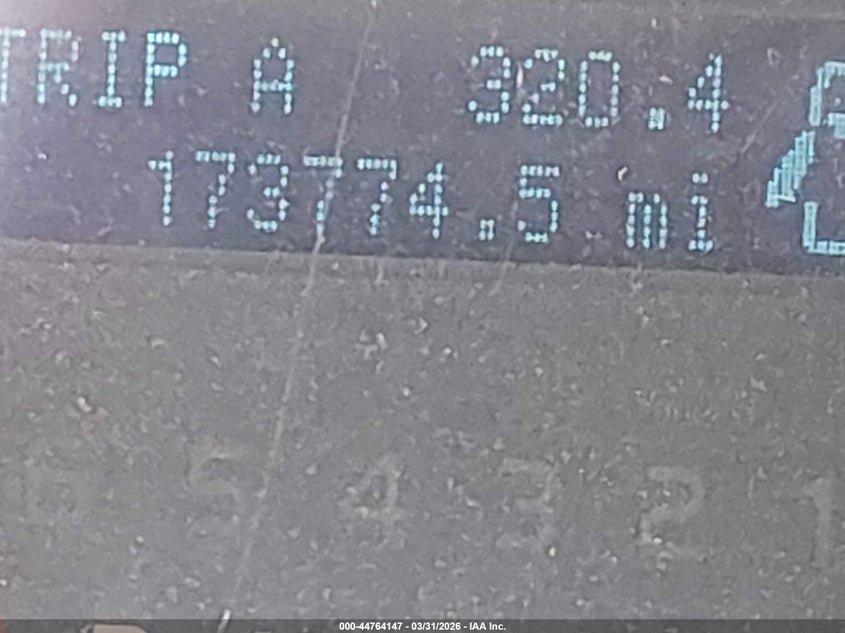 TRIP A 320.4
173774.5 mi
5 4 3 2 1
000-44764147 - 03/31/2026 - IAA Inc.